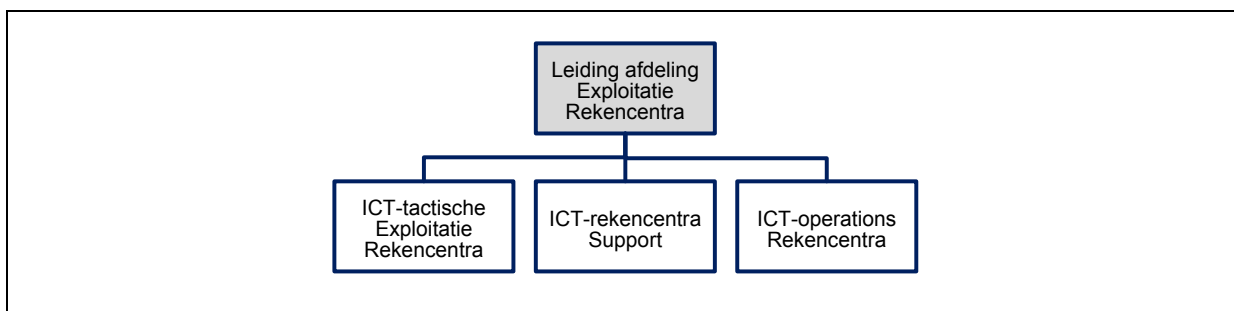 Leiding afdeling
Exploitatie
Rekencentra
ICT-tactische
Exploitatie
Rekencentra
ICT-rekencentra
Support
ICT-operations
Rekencentra